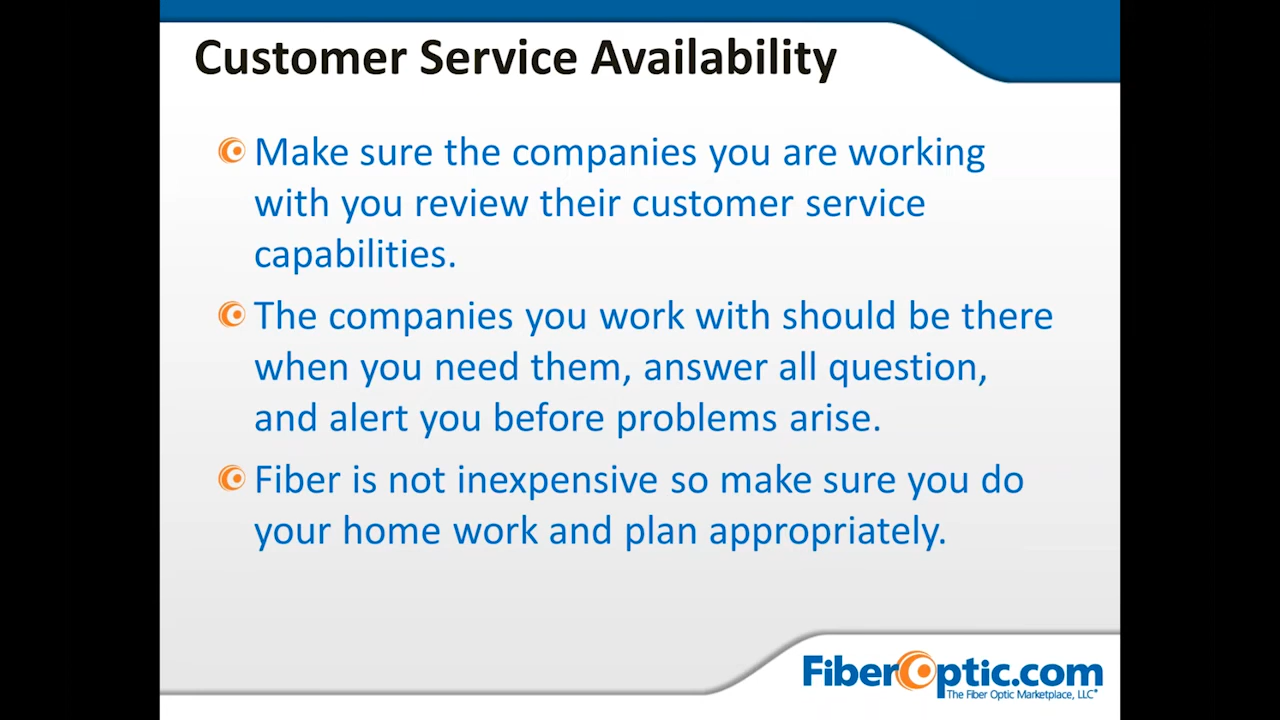 Customer Service Availability
Make sure the companies you are working
with you review their customer service
capabilities.
The companies you work with should be there
when you need them, answer all question,
and alert you before problems arise.
Fiber is not inexpensive so make sure you do
your home work and plan appropriately.
FiberOptic.com
The Fiber Optic Marketplace, LLC